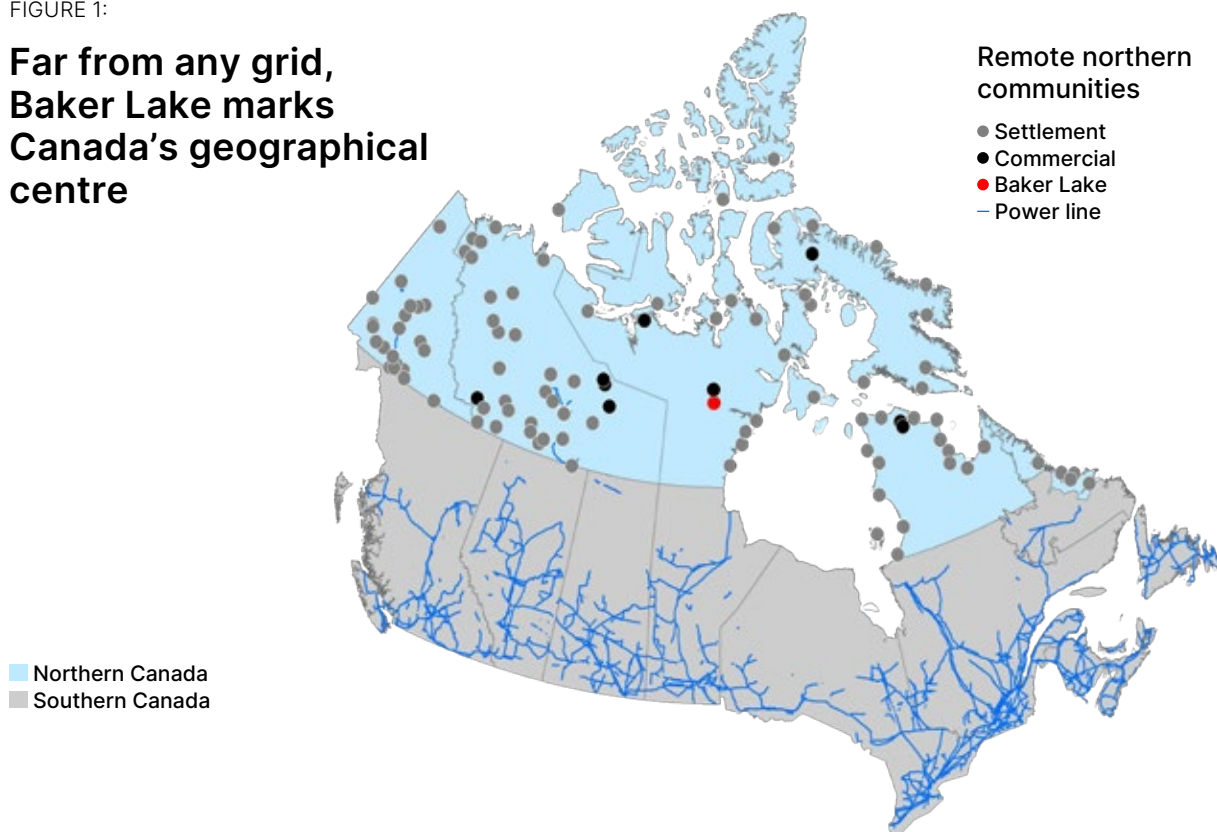 FIGURE 1:
Far from any grid,
Baker Lake marks
Canada’s geographical
centre
Remote northern
communities
Settlement
Commercial
Baker Lake
Power line
Northern Canada
Southern Canada